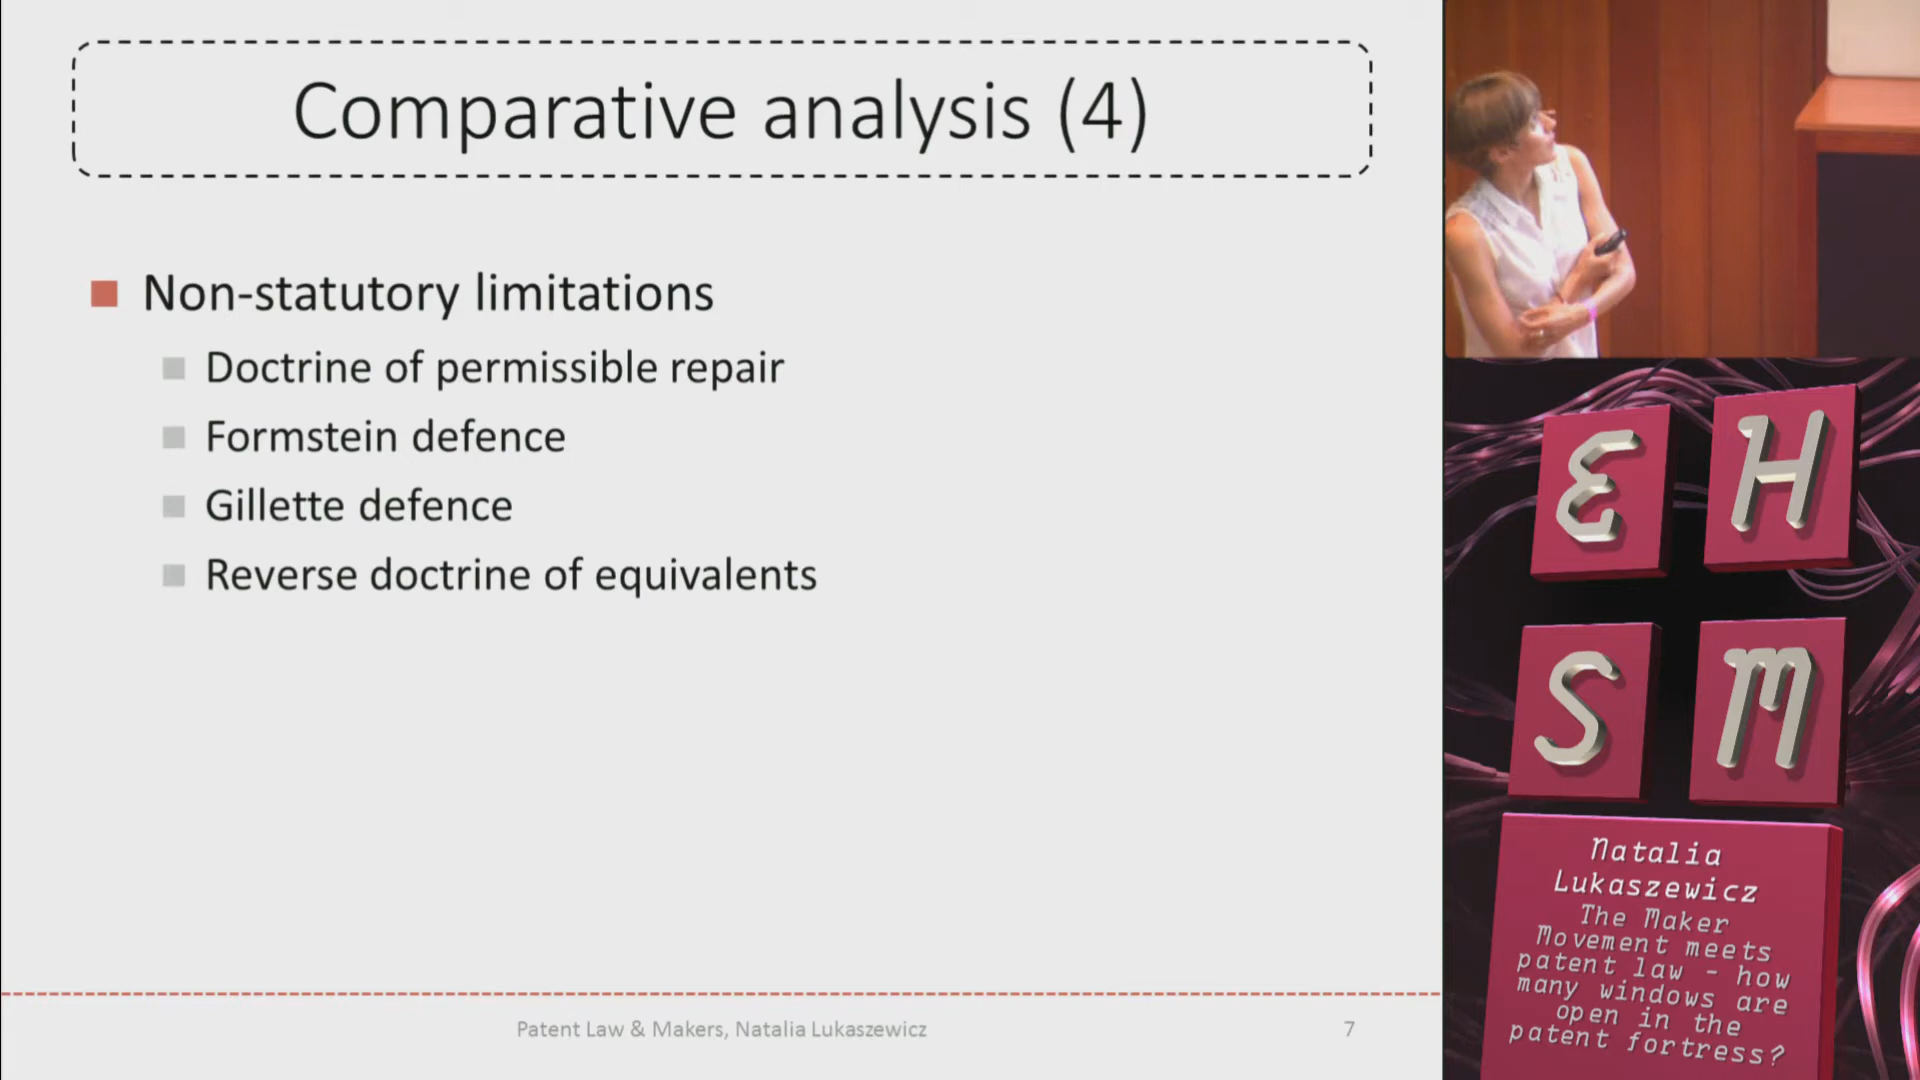 Comparative analysis (4)
Non-statutory limitations
Doctrine of permissible repair
Formstein defence
Gillette defence
Reverse doctrine of equivalents
Patent Law & Makers, Natalia Lukaszewicz
7
E H
S M
Natalia
Lukaszewicz
The Maker
Movement meets
patent law - how
many windows are
open in the
patent fortress?